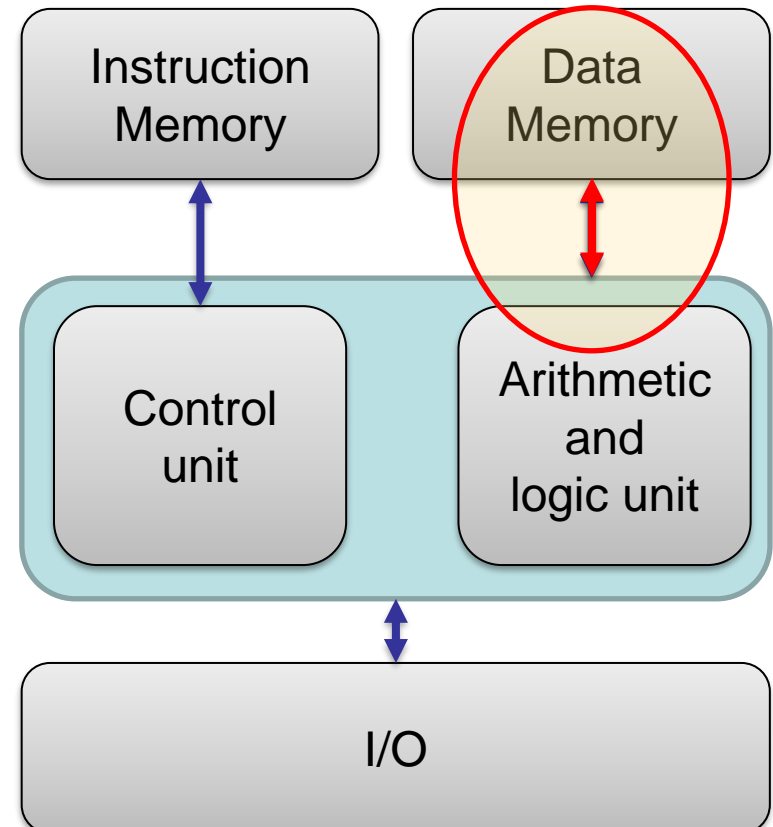 Instruction
Memory
Data
Memory
Control
unit
Arithmetic
and
logic unit
I/O